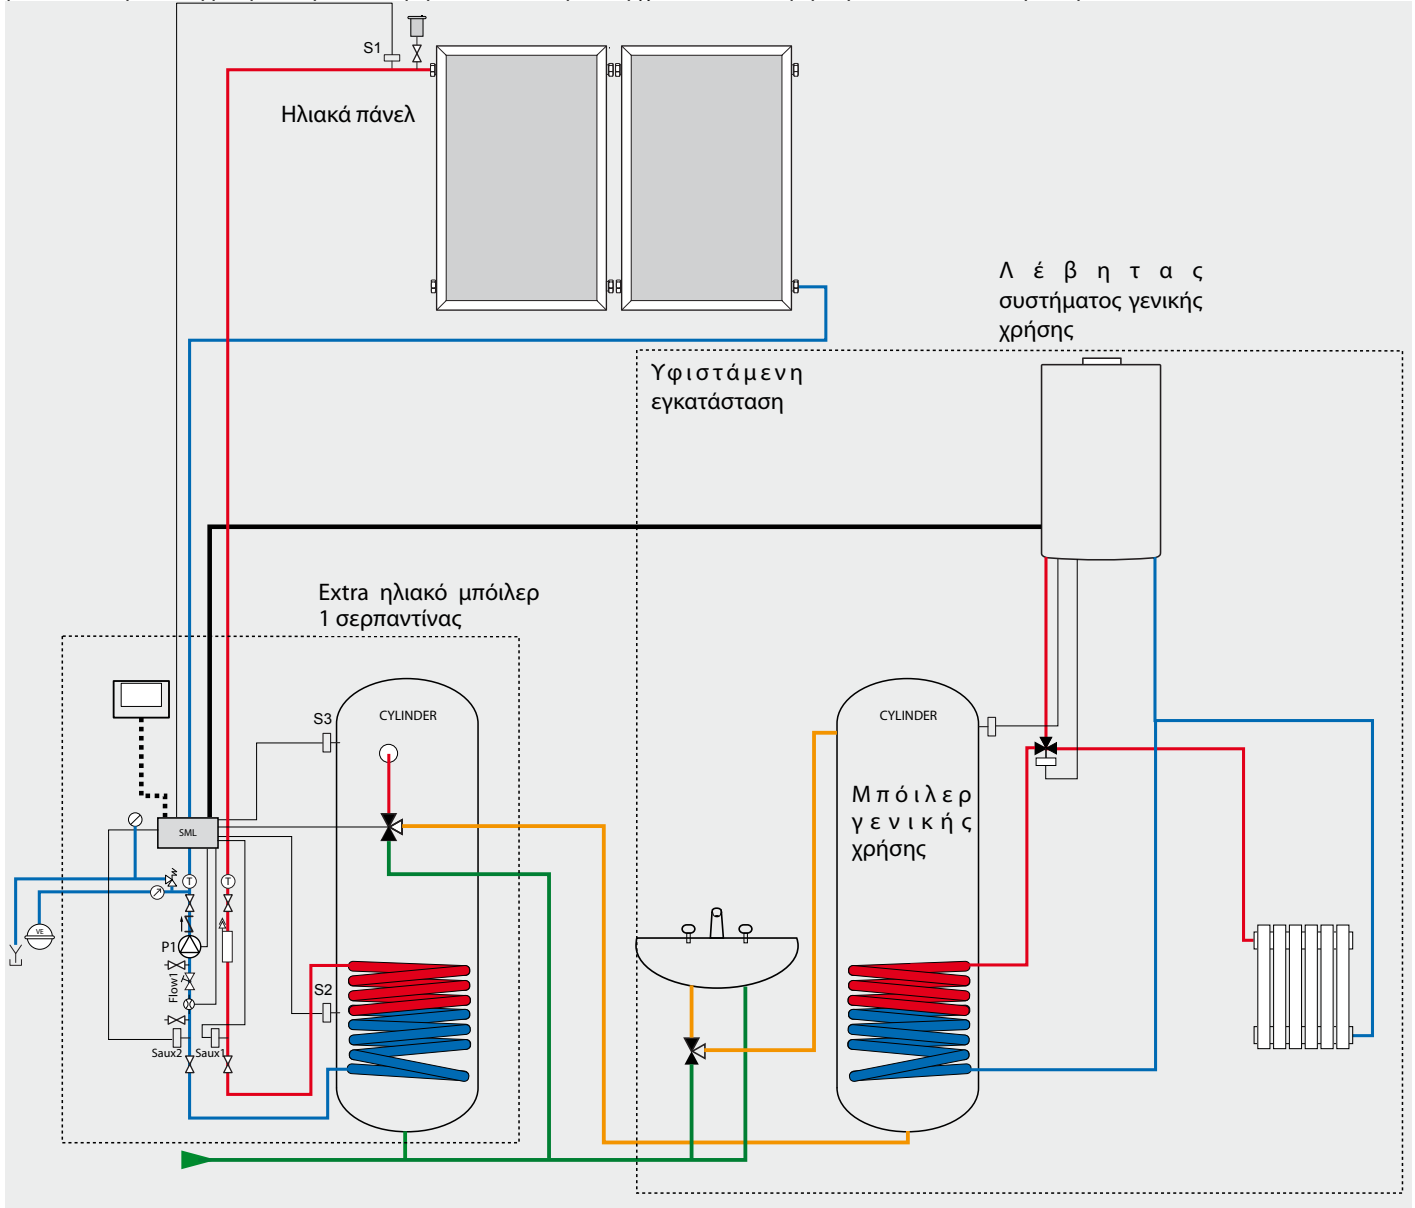 S1
Ηλιακά πάνελ
Λέβητας
συστήματος γενικής
χρήσης
Υφιστάμενη
εγκατάσταση
Extra ηλιακό μπόιλερ
1 σερπαντίνας
S3
CYLINDER
CYLINDER
Μπόιλερ
γενικής
χρήσης
SML
T
T
VE
P1
Flow1
S2
Saux2
Saux1